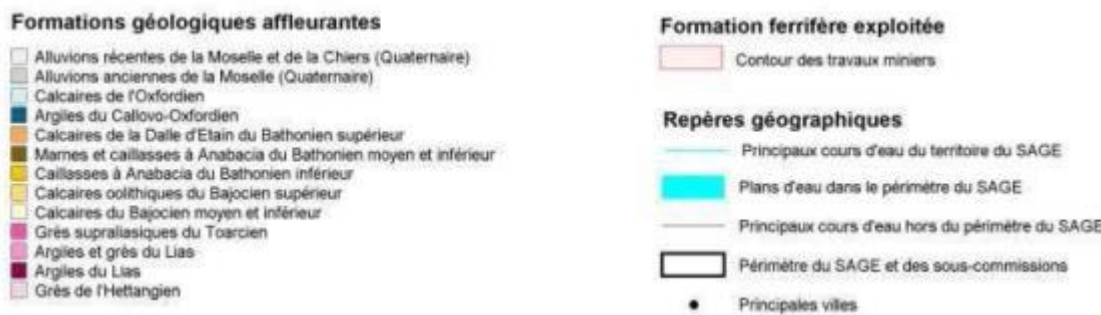 Formations géologiques affleurantes
Alluvions récentes de la Moselle et de la Chiers (Quaternaire)
Alluvions anciennes de la Moselle (Quaternaire)
Calcaires de l'Oxfordien
Argiles du Callovo-Oxfordien
Calcaires de la Dalle d'Etain du Bathonien supérieur
Marnes et caillasses à Anabacia du Bathonien moyen et inférieur
Caillasses à Anabacia du Bathonien inférieur
Calcaires oolithiques du Bajocien supérieur
Calcaires du Bajocien moyen et inférieur
Grès supraliasiques du Toarcien
Argiles et grès du Lias
Argiles du Lias
Grès de l'Hettangien
Formation ferrifère exploitée
Contour des travaux miniers
Repères géographiques
Principaux cours d'eau du territoire du SAGE
Plans d'eau dans le périmètre du SAGE
Principaux cours d'eau hors du périmètre du SAGE
Périmètre du SAGE et des sous-commissions
Principales villes